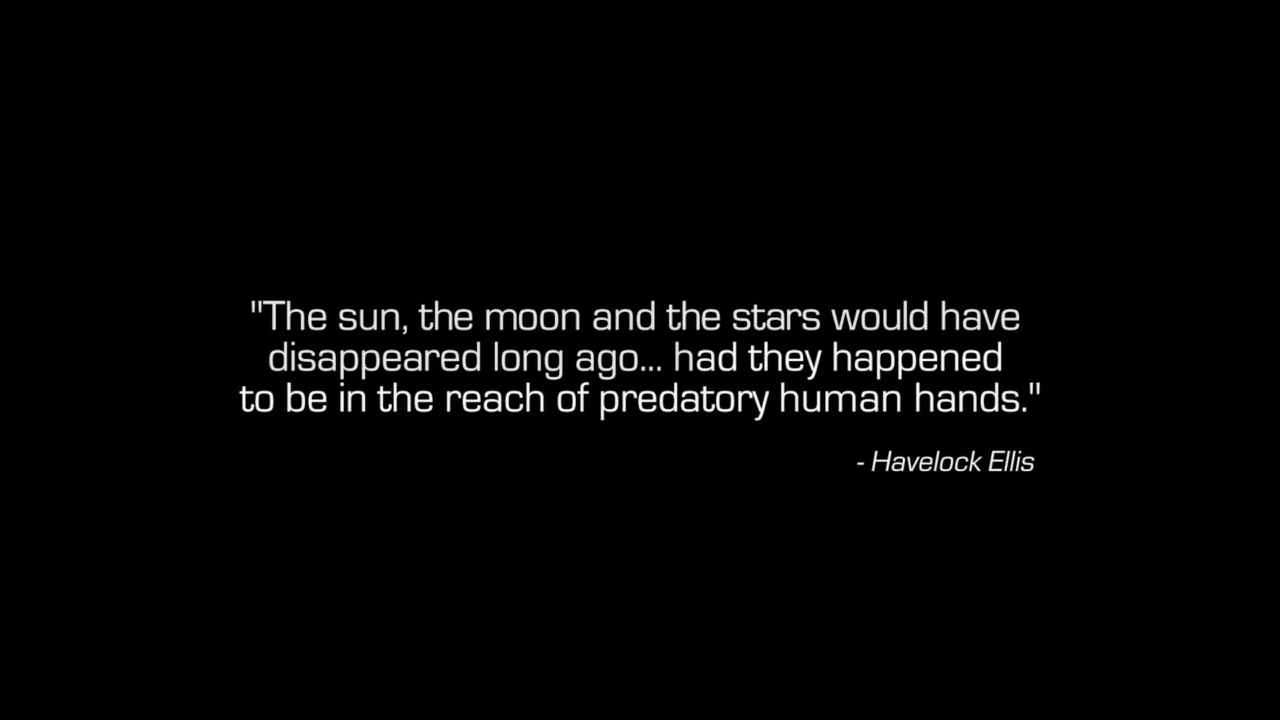 "The sun, the moon and the stars would have
disappeared long ago... had they happened
to be in the reach of predatory human hands."
- Havelock Ellis